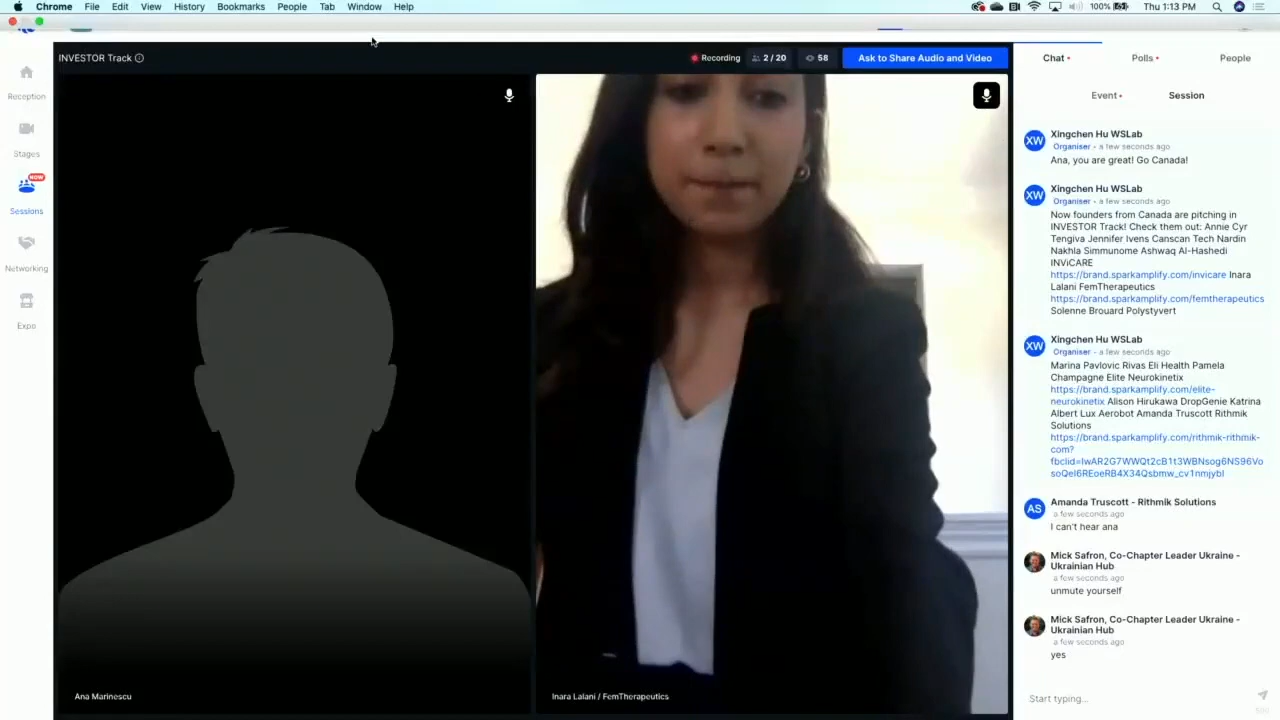 Chrome File Edit View History Bookmarks People Tab Window Help 100% Thu 1:13 PM
INVESTOR Track
Recording 2 / 20 58 Ask to Share Audio and Video
Chat Polls People
Event Session
Reception
Stages
NOW
Sessions
Networking
Expo
Ana Marinescu
Inara Lalani / FemTherapeutics
XW
Xingchen Hu WSLab
Organiser - a few seconds ago
Ana, you are great! Go Canada!
XW
Xingchen Hu WSLab
Organiser - a few seconds ago
Now founders from Canada are pitching in
INVESTOR Track! Check them out: Annie Cyr
Tengiva Jennifer Ivens Canscan Tech Nardin
Nakhla Simmunome Ashwaq Al-Hashedi
INViCARE
https://brand.sparkamplify.com/invicare Inara
Lalani FemTherapeutics
https://brand.sparkamplify.com/femtherapeutics
Solenne Brouard Polystyvert
XW
Xingchen Hu WSLab
Organiser - a few seconds ago
Marina Pavlovic Rivas Eli Health Pamela
Champagne Elite Neurokinetix
https://brand.sparkamplify.com/elite-
neurokinetix Alison Hirukawa DropGenie Katrina
Albert Lux Aerobot Amanda Truscott Rithmik
Solutions
https://brand.sparkamplify.com/rithmik-rithmik-
com?
AS
Amanda Truscott - Rithmik Solutions
a few seconds ago
I can't hear ana
Mick Safron, Co-Chapter Leader Ukraine -
Ukrainian Hub
a few seconds ago
unmute yourself
Mick Safron, Co-Chapter Leader Ukraine -
Ukrainian Hub
a few seconds ago
yes
Start typing...